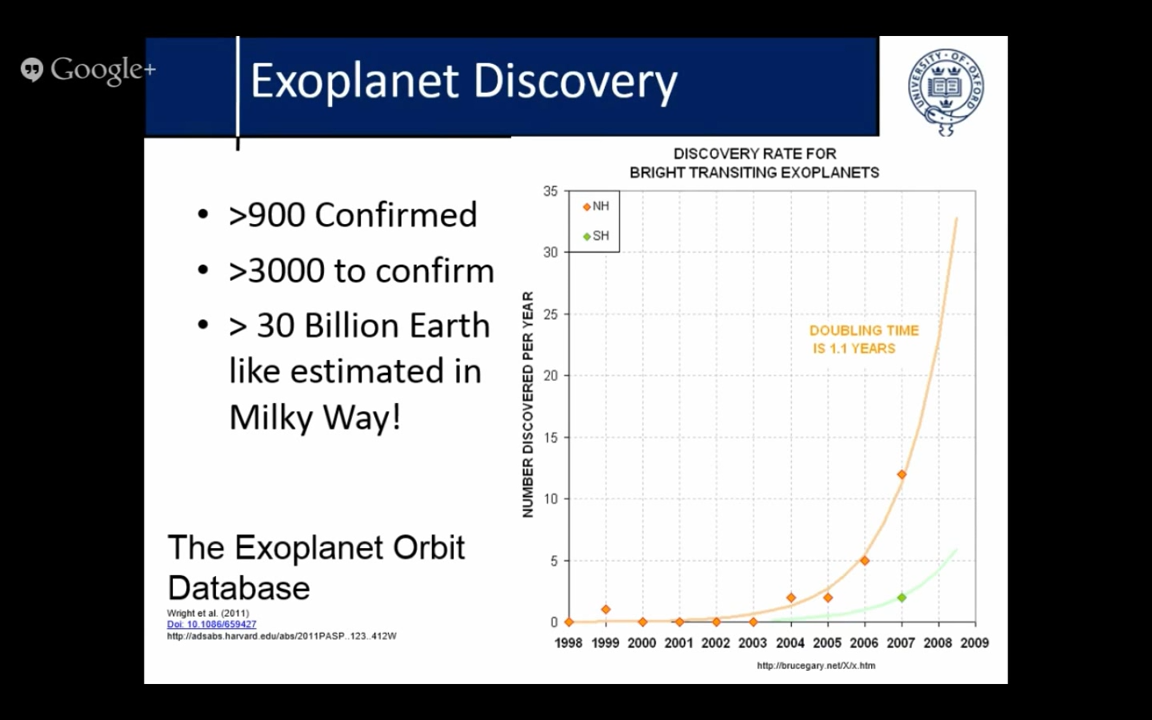 Google+
Exoplanet Discovery
UNIVERSITY OF OXFORD
• >900 Confirmed
• >3000 to confirm
• > 30 Billion Earth
like estimated in
Milky Way!
The Exoplanet Orbit
Database
Wright et al. (2011)
Doi: 10.1086/659427
http://adsabs.harvard.edu/abs/2011PASP..123..412W
DISCOVERY RATE FOR
BRIGHT TRANSITING EXOPLANETS
NH
SH
DOUBLING TIME
IS 1.1 YEARS
NUMBER DISCOVERED PER YEAR
35
30
25
20
15
10
5
0
1998 1999 2000 2001 2002 2003 2004 2005 2006 2007 2008 2009
http://brucegary.net/X/x.htm